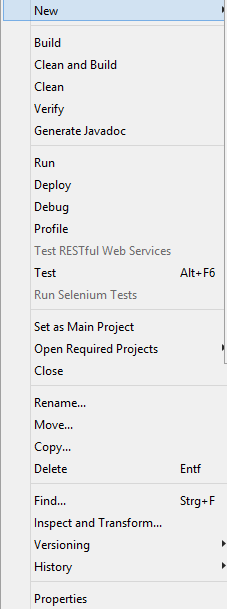 New
Build
Clean and Build
Clean
Verify
Generate Javadoc
Run
Deploy
Debug
Profile
Test RESTful Web Services
Test Alt+F6
Run Selenium Tests
Set as Main Project
Open Required Projects
Close
Rename...
Move...
Copy...
Delete Entf
Find... Strg+F
Inspect and Transform...
Versioning
History
Properties